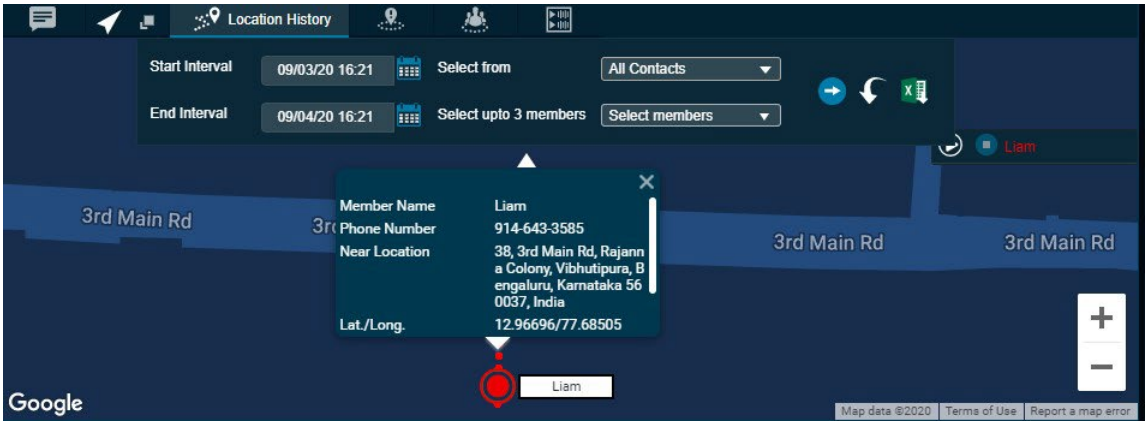 Location History
Start Interval 09/03/20 16:21 Select from All Contacts
End Interval 09/04/20 16:21 Select upto 3 members Select members
Liam
3rd Main Rd
3rd
3rd Main Rd
3rd Main Rd
Member Name Liam
Phone Number 914-643-3585
Near Location 38, 3rd Main Rd, Rajann
a Colony, Vibhutipura, B
engaluru, Karnataka 56
0037, India
Lat./Long. 12.96696/77.68505
Liam
Google
Map data ©2020 Terms of Use Report a map error